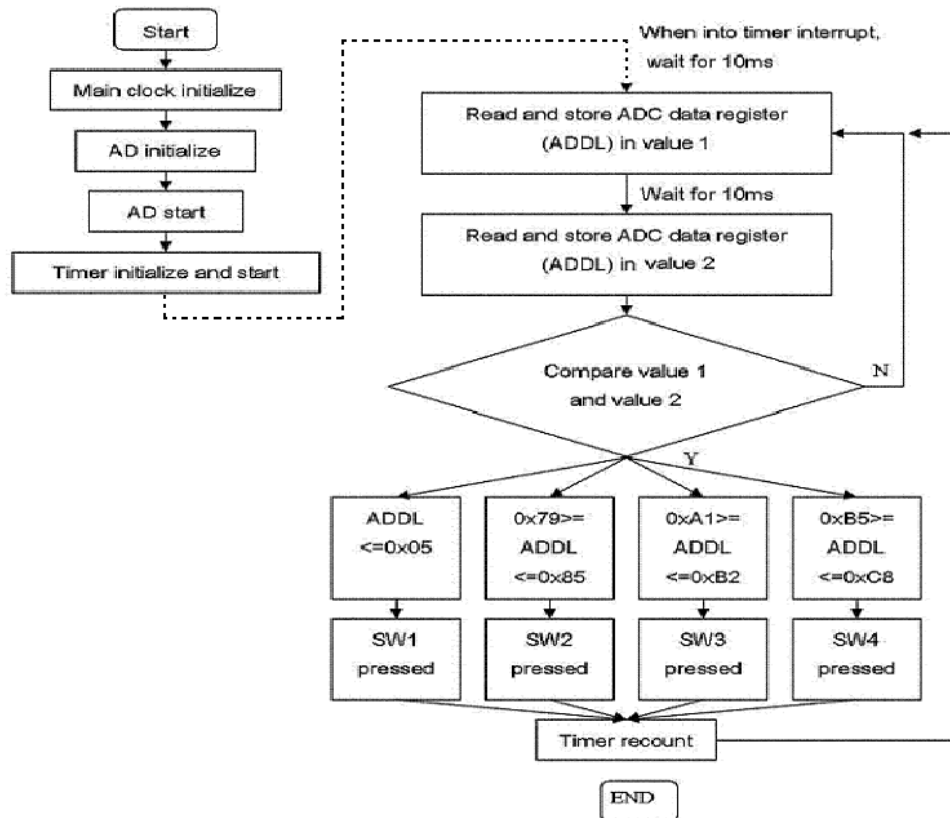 Start
Main clock initialize
AD initialize
AD start
Timer initialize and start
When into timer interrupt,
wait for 10ms
Read and store ADC data register
(ADDL) in value 1
Wait for 10ms
Read and store ADC data register
(ADDL) in value 2
Compare value 1
and value 2
N
Y
ADDL
<=0x05
0x79>=
ADDL
<=0x85
0xA1>=
ADDL
<=0xB2
0xB5>=
ADDL
<=0xC8
SW1
pressed
SW2
pressed
SW3
pressed
SW4
pressed
Timer recount
END